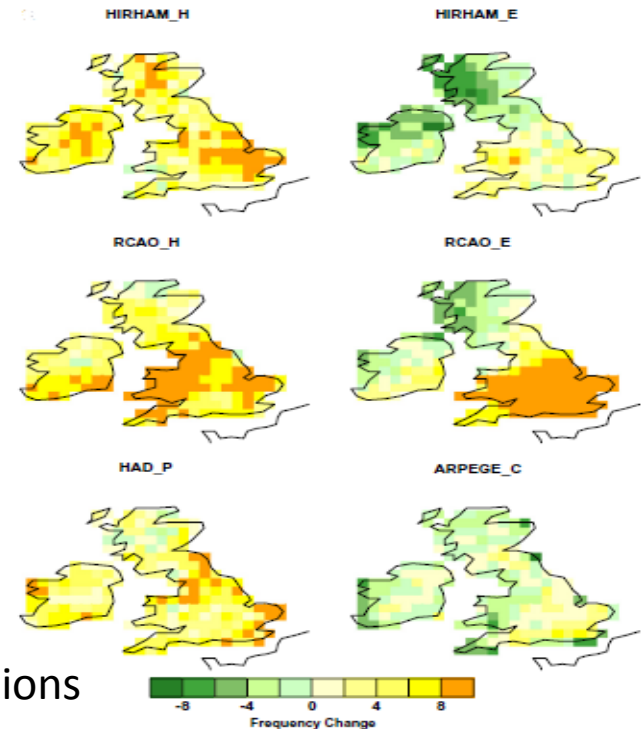 HIRHAM_H
HIRHAM_E
RCAO_H
RCAO_E
HAD_P
ARPEGE_C
ions
-8 -4 0 4 8
Frequency Change